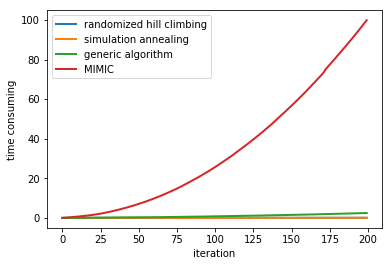 randomized hill climbing
simulation annealing
generic algorithm
MIMIC
time consuming
100
80
60
40
20
0
0 25 50 75 100 125 150 175 200
iteration